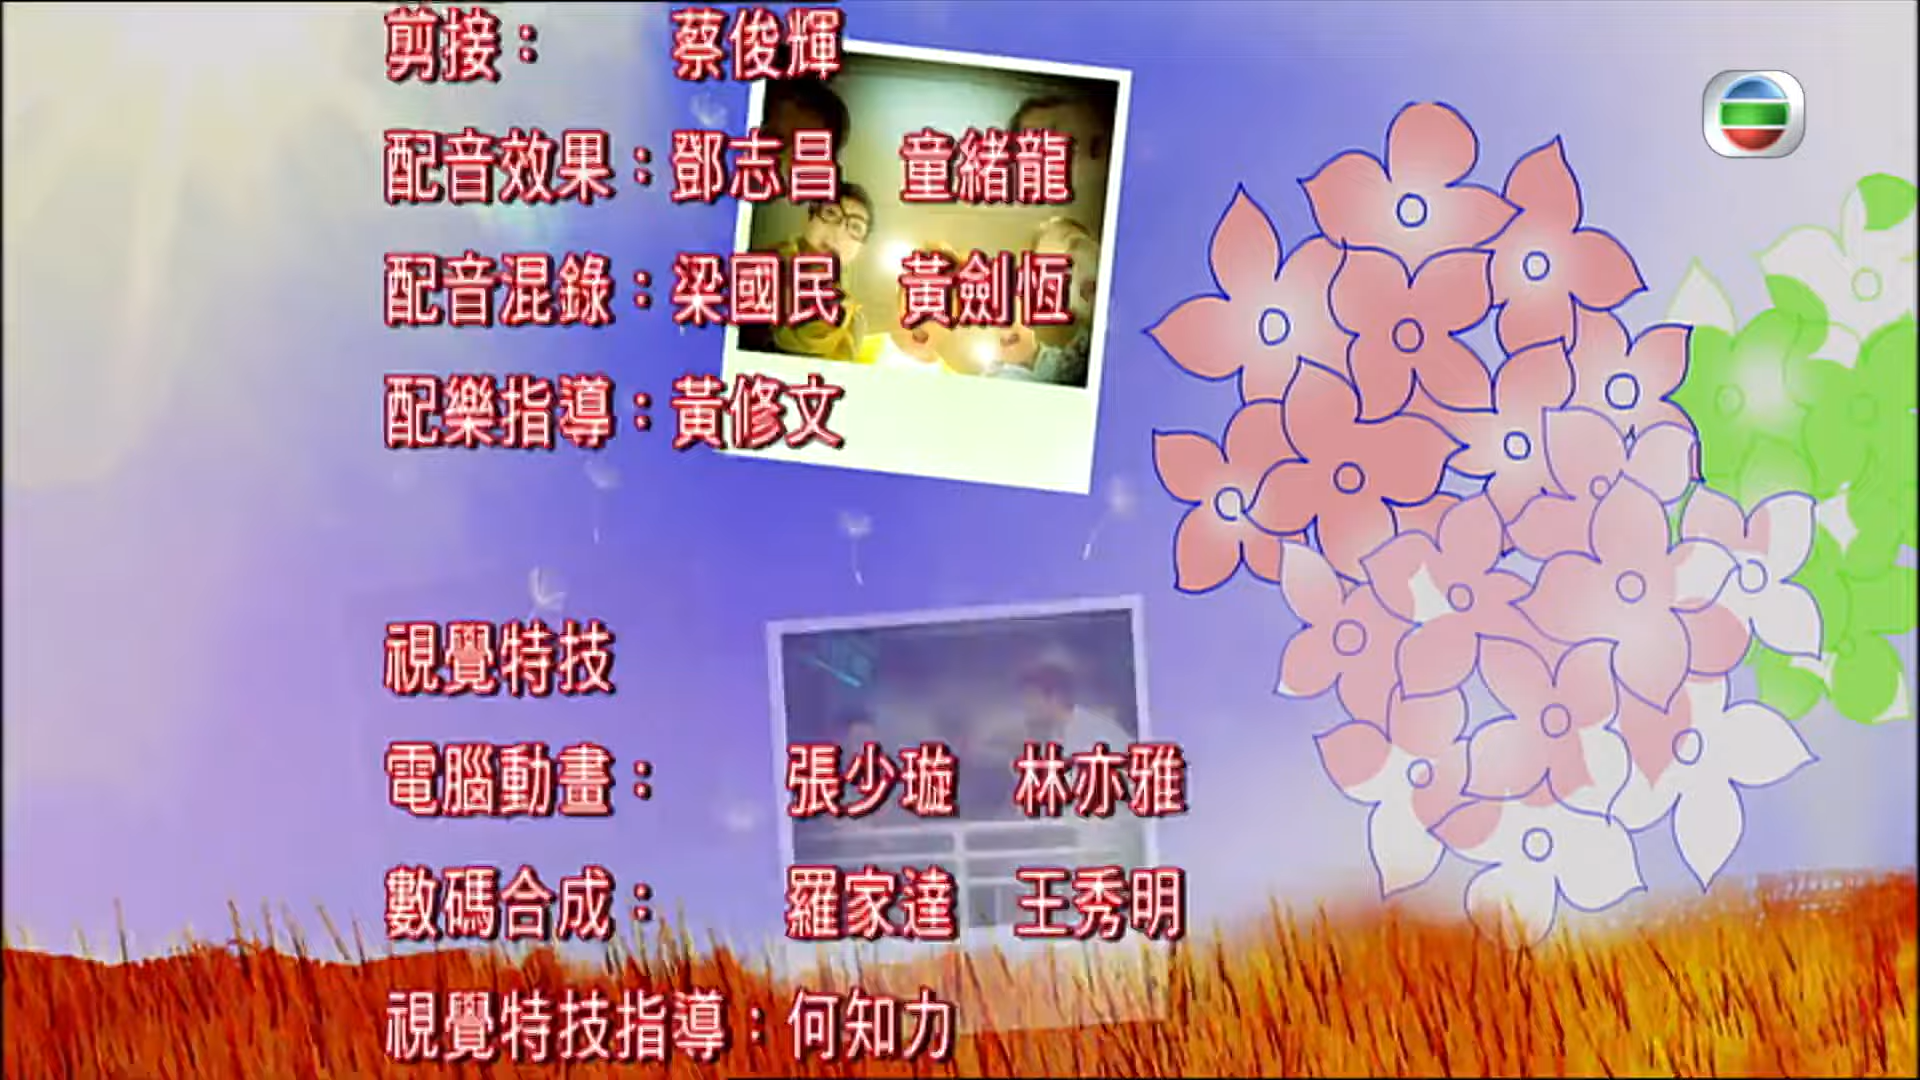 剪接： 蔡俊輝
配音效果：鄧志昌 童緒龍
配音混錄：梁國民 黃劍恆
配樂指導：黃修文
視覺特技
電腦動畫： 張少璇 林亦雅
數碼合成： 羅家達 王秀明
視覺特技指導：何知力